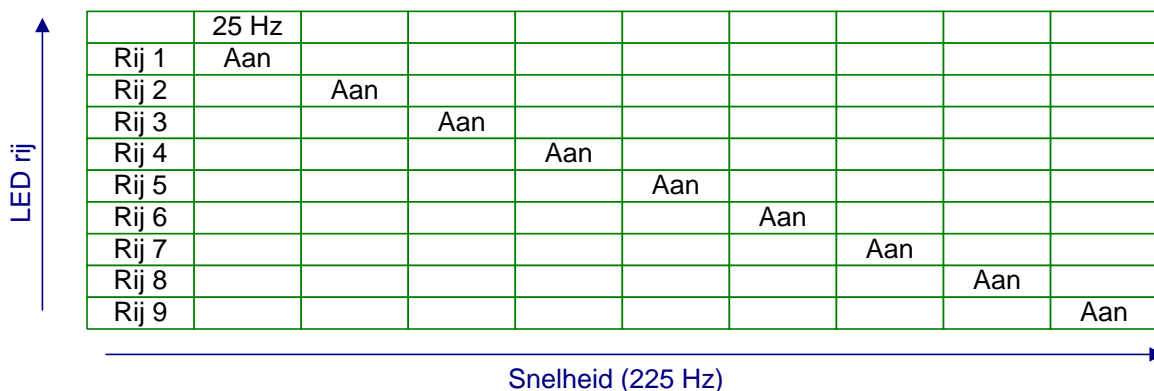 25 Hz
Rij 1 Aan
Rij 2 Aan
Rij 3 Aan
Rij 4 Aan
Rij 5 Aan
Rij 6 Aan
Rij 7 Aan
Rij 8 Aan
Rij 9 Aan
LED rij
Snelheid (225 Hz)